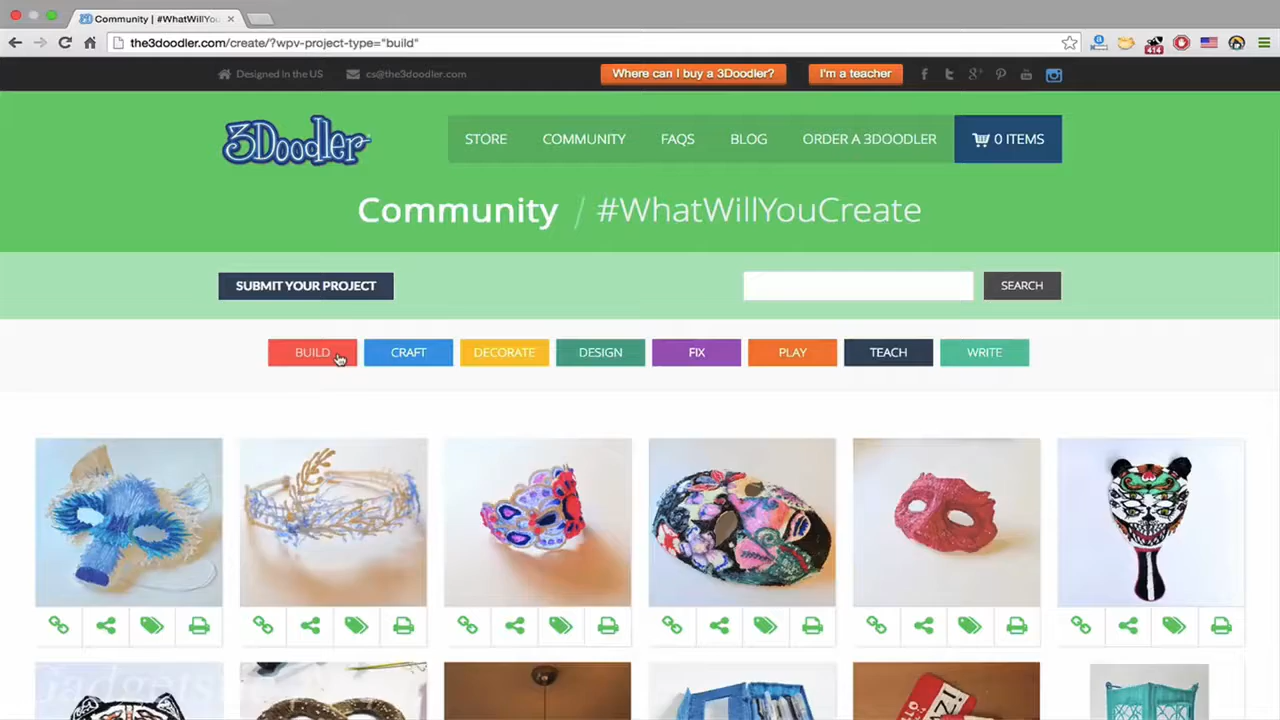 Community | #WhatWillYou
the3doodler.com/create/?wpv-project-type="build"
414
Designed in the US
cs@the3doodler.com
Where can I buy a 3Doodler?
I'm a teacher
3Doodler
STORE
COMMUNITY
FAQS
BLOG
ORDER A 3DOODLER
0 ITEMS
Community / #WhatWillYouCreate
SUBMIT YOUR PROJECT
SEARCH
BUILD
CRAFT
DECORATE
DESIGN
FIX
PLAY
TEACH
WRITE